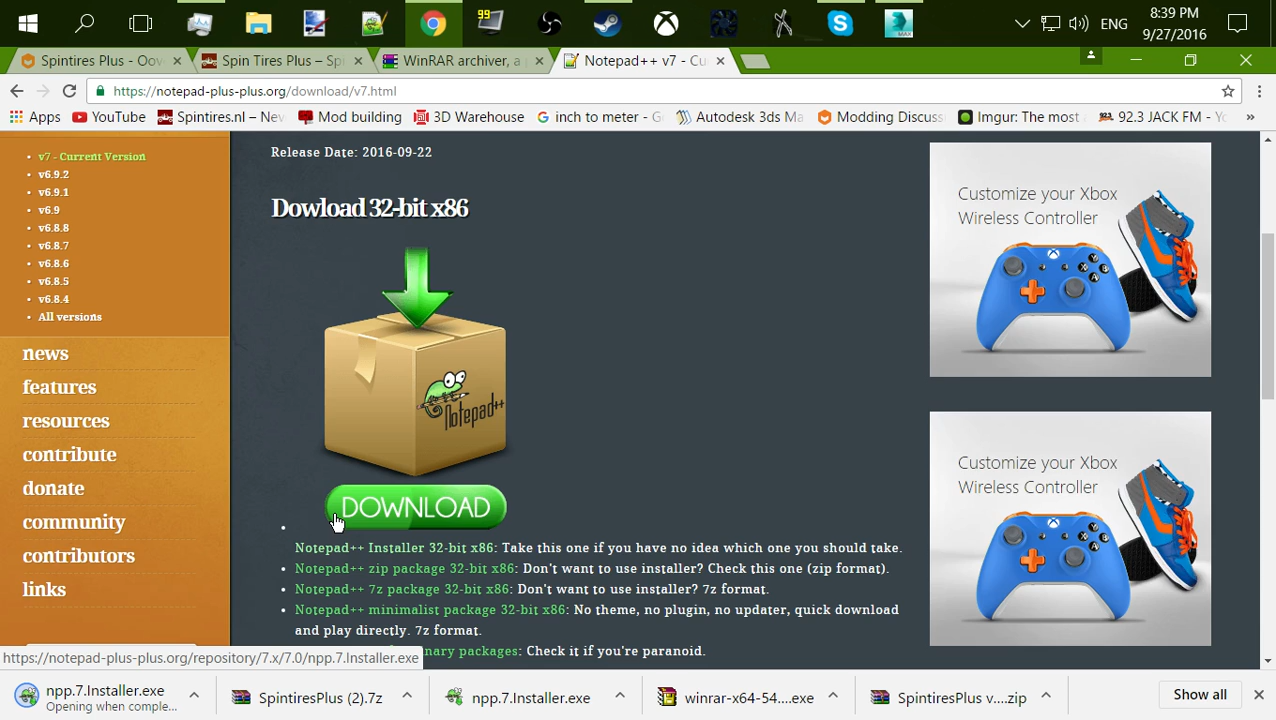 99
ENG
8:39 PM
9/27/2016
Spintires Plus - Oov
Spin Tires Plus – Spi
WinRAR archiver, a p
Notepad++ v7 - Cu
https://notepad-plus-plus.org/download/v7.html
Apps
YouTube
Spintires.nl – Nev
Mod building
3D Warehouse
inch to meter - G
Autodesk 3ds Ma
Modding Discuss
Imgur: The most
92.3 JACK FM - Yo
»
v7 - Current Version
v6.9.2
v6.9.1
v6.9
v6.8.8
v6.8.7
v6.8.6
v6.8.5
v6.8.4
All versions
news
features
resources
contribute
donate
community
contributors
links
Release Date: 2016-09-22
Dowload 32-bit x86
Notepad++
DOWNLOAD
Notepad++ Installer 32-bit x86: Take this one if you have no idea which one you should take.
Notepad++ zip package 32-bit x86: Don't want to use installer? Check this one (zip format).
Notepad++ 7z package 32-bit x86: Don't want to use installer? 7z format.
Notepad++ minimalist package 32-bit x86: No theme, no plugin, no updater, quick download
and play directly. 7z format.
nary packages: Check it if you're paranoid.
Customize your Xbox
Wireless Controller
Customize your Xbox
Wireless Controller
https://notepad-plus-plus.org/repository/7.x/7.0/npp.7.Installer.exe
npp.7.Installer.exe
Opening when comple...
SpintiresPlus (2).7z
npp.7.Installer.exe
winrar-x64-54....exe
SpintiresPlus v....zip
Show all